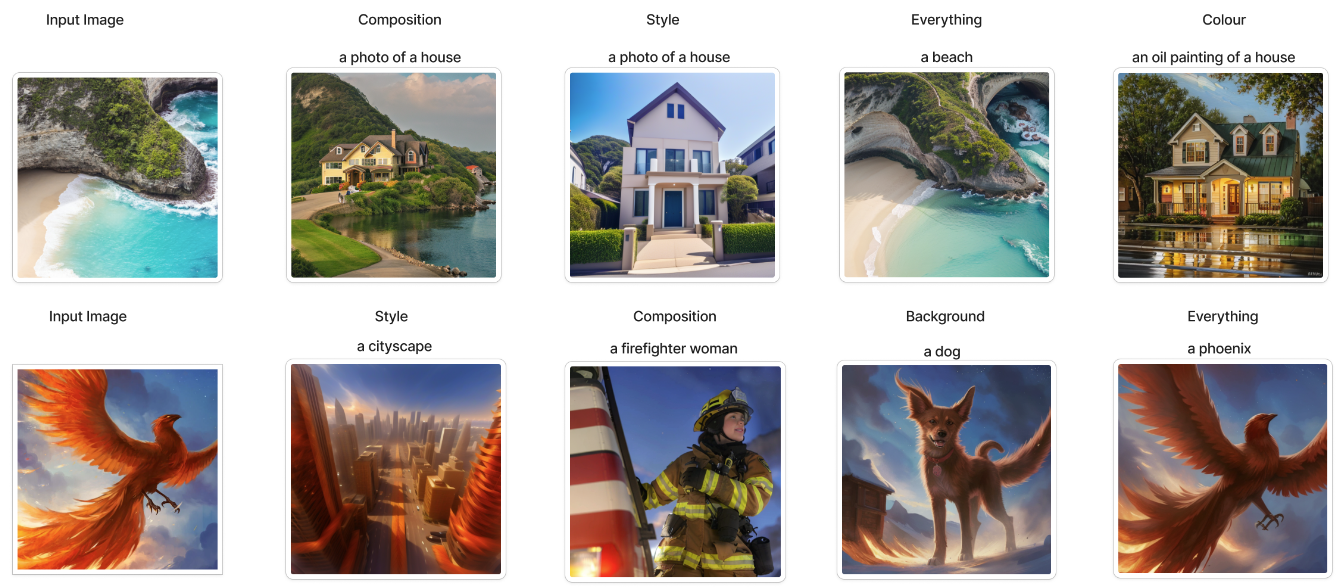 Input Image
Composition
Style
Everything
Colour
a photo of a house
a photo of a house
a beach
an oil painting of a house
Input Image
Style
Composition
Background
Everything
a cityscape
a firefighter woman
a dog
a phoenix